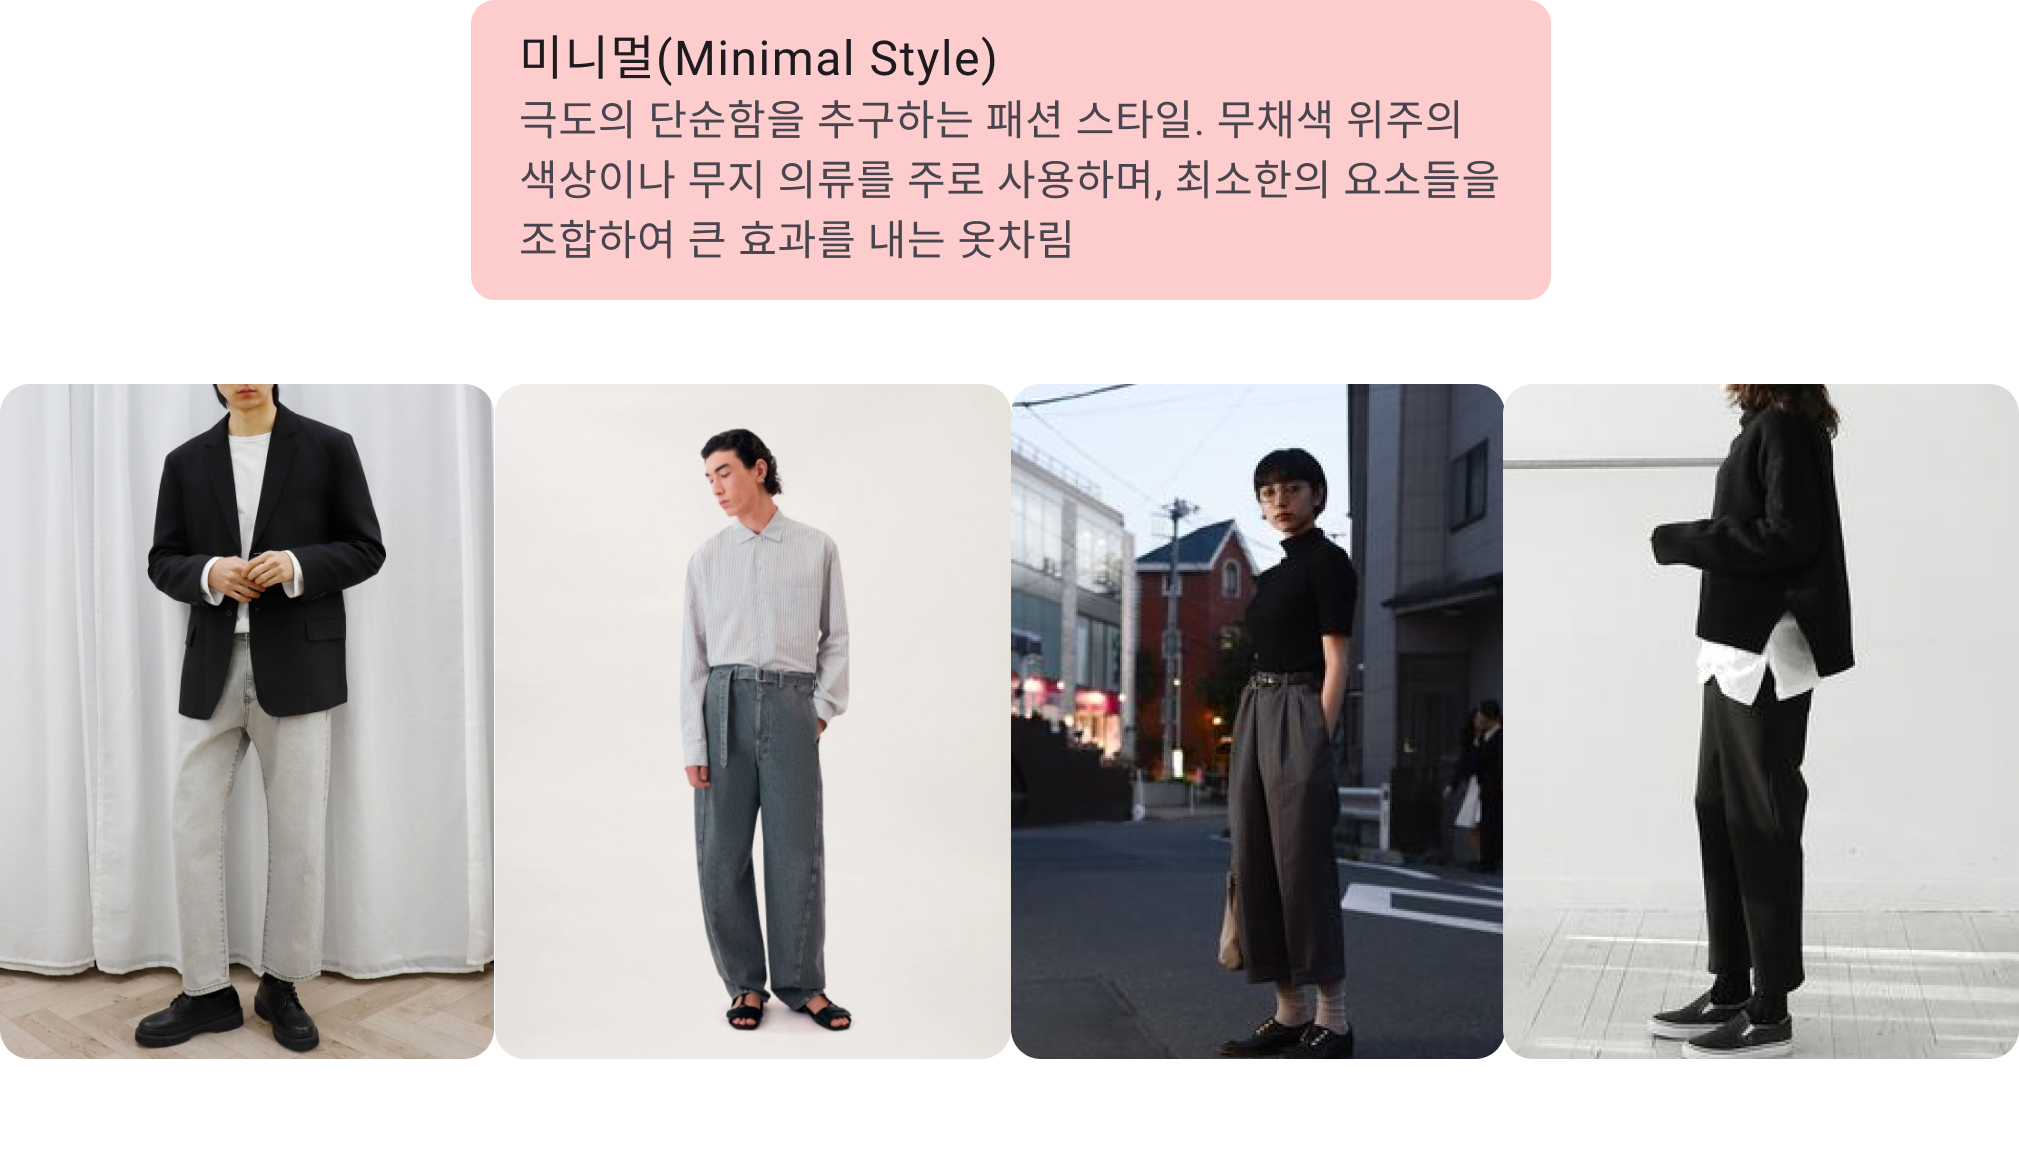 미니멀(Minimal Style)
극도의 단순함을 추구하는 패션 스타일. 무채색 위주의
색상이나 무지 의류를 주로 사용하며, 최소한의 요소들을
조합하여 큰 효과를 내는 옷차림